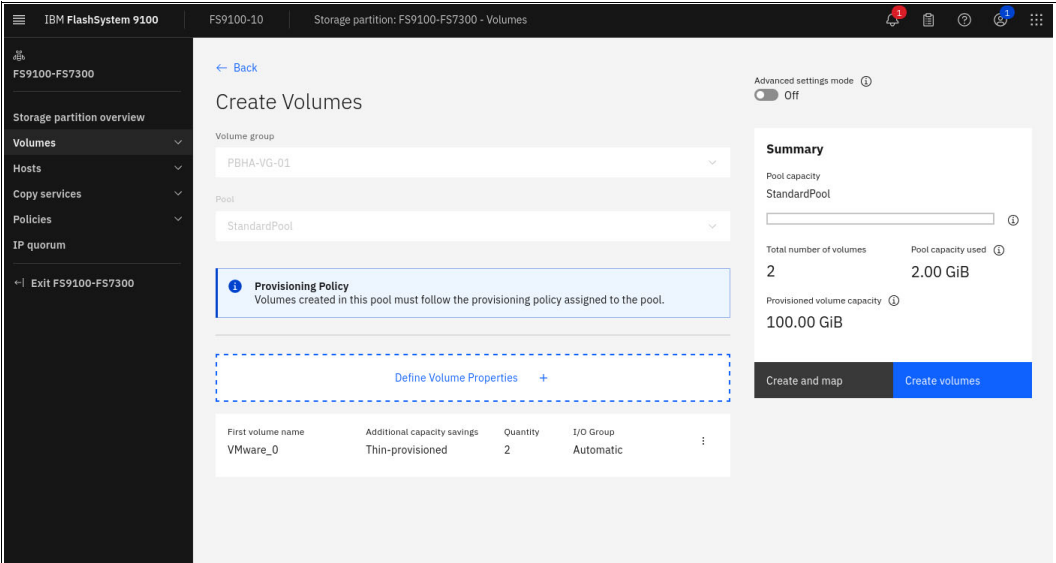 IBM FlashSystem 9100
FS9100-10
Storage partition: FS9100-FS7300 - Volumes
1
1
FS9100-FS7300
Storage partition overview
Volumes
Hosts
Copy services
Policies
IP quorum
Exit FS9100-FS7300
← Back
Create Volumes
Volume group
PBHA-VG-01
Pool
StandardPool
Provisioning Policy
Volumes created in this pool must follow the provisioning policy assigned to the pool.
Define Volume Properties +
First volume name Additional capacity savings Quantity I/O Group
VMware_0 Thin-provisioned 2 Automatic
Advanced settings mode
Off
Summary
Pool capacity
StandardPool
Total number of volumes Pool capacity used
2 2.00 GiB
Provisioned volume capacity
100.00 GiB
Create and map Create volumes